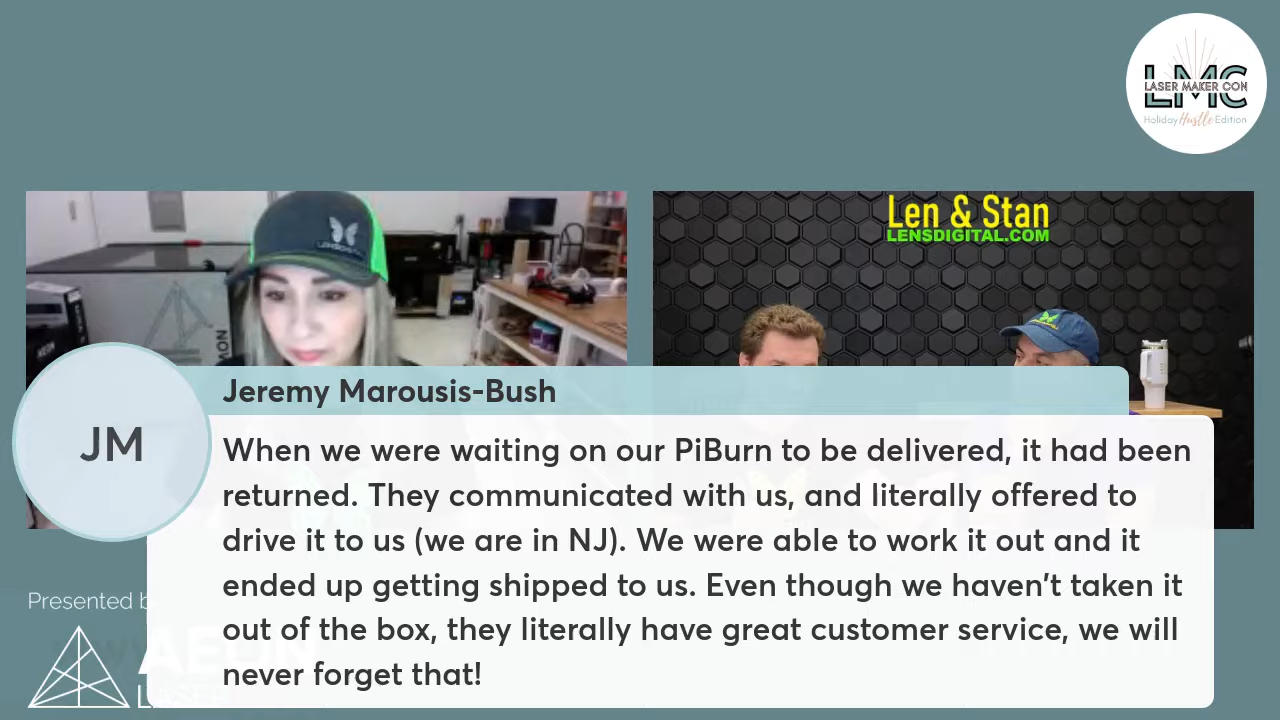 LMC
LASER MAKER CON
Holiday Hustle Edition
Len & Stan
LENSDIGITAL.COM
Jeremy Marousis-Bush
JM
When we were waiting on our PiBurn to be delivered, it had been
returned. They communicated with us, and literally offered to
drive it to us (we are in NJ). We were able to work it out and it
ended up getting shipped to us. Even though we haven't taken it
out of the box, they literally have great customer service, we will
never forget that!
Presented b
AEON
LASER